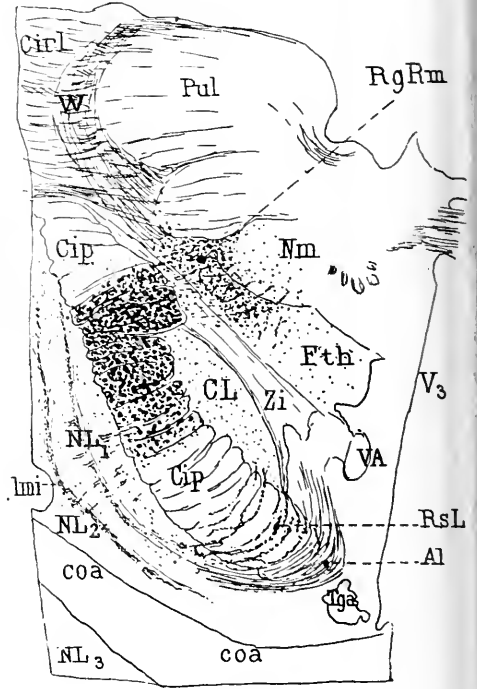 Cirl
W
Pul
RgRm
Cip
Nm
Fth
CL
Zi
V3
NL1
VA
Cip
lmi
NL2
RsL
Al
coa
Tga
NL3
coa